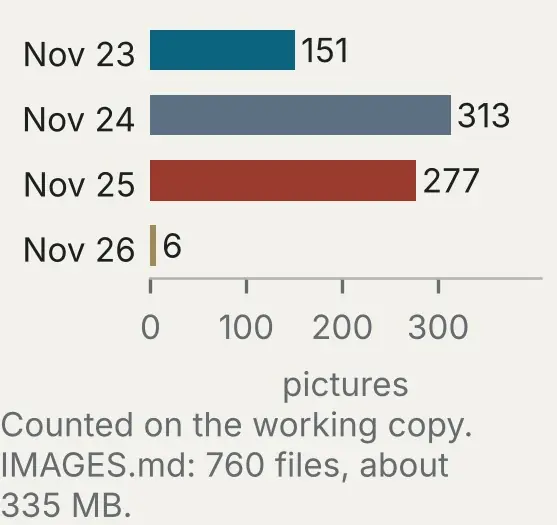 Nov 23 151
Nov 24 313
Nov 25 277
Nov 26 6
0 100 200 300
pictures
Counted on the working copy.
IMAGES.md: 760 files, about
335 MB.